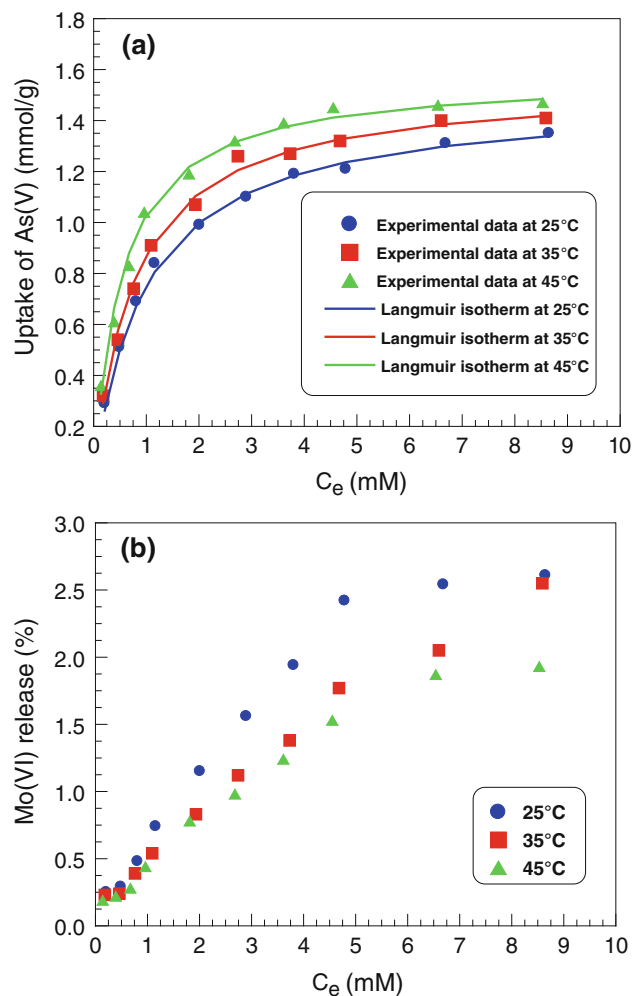 (a)
Uptake of As(V) (mmol/g)
1.8
1.6
1.4
1.2
1.0
0.8
0.6
0.4
0.2
Experimental data at 25°C
Experimental data at 35°C
Experimental data at 45°C
Langmuir isotherm at 25°C
Langmuir isotherm at 35°C
Langmuir isotherm at 45°C
0 1 2 3 4 5 6 7 8 9 10
Ce (mM)
(b)
Mo(VI) release (%)
3.0
2.5
2.0
1.5
1.0
0.5
0.0
25°C
35°C
45°C
0 1 2 3 4 5 6 7 8 9 10
Ce (mM)